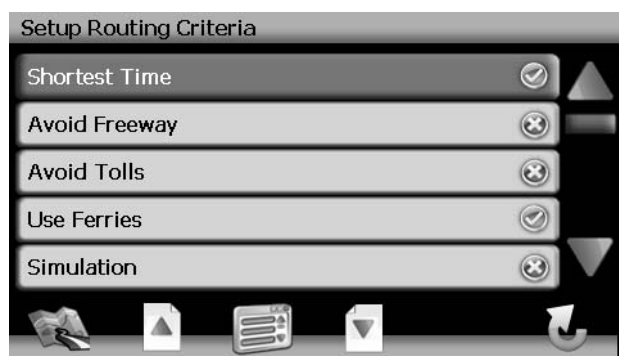 Setup Routing Criteria
Shortest Time
Avoid Freeway
Avoid Tolls
Use Ferries
Simulation